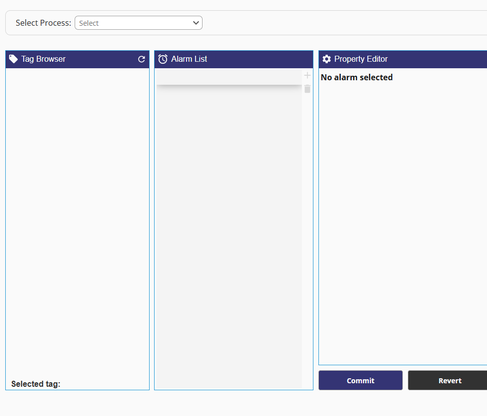 Select Process: Select
Tag Browser
Alarm List
Property Editor
No alarm selected
Selected tag:
Commit
Revert